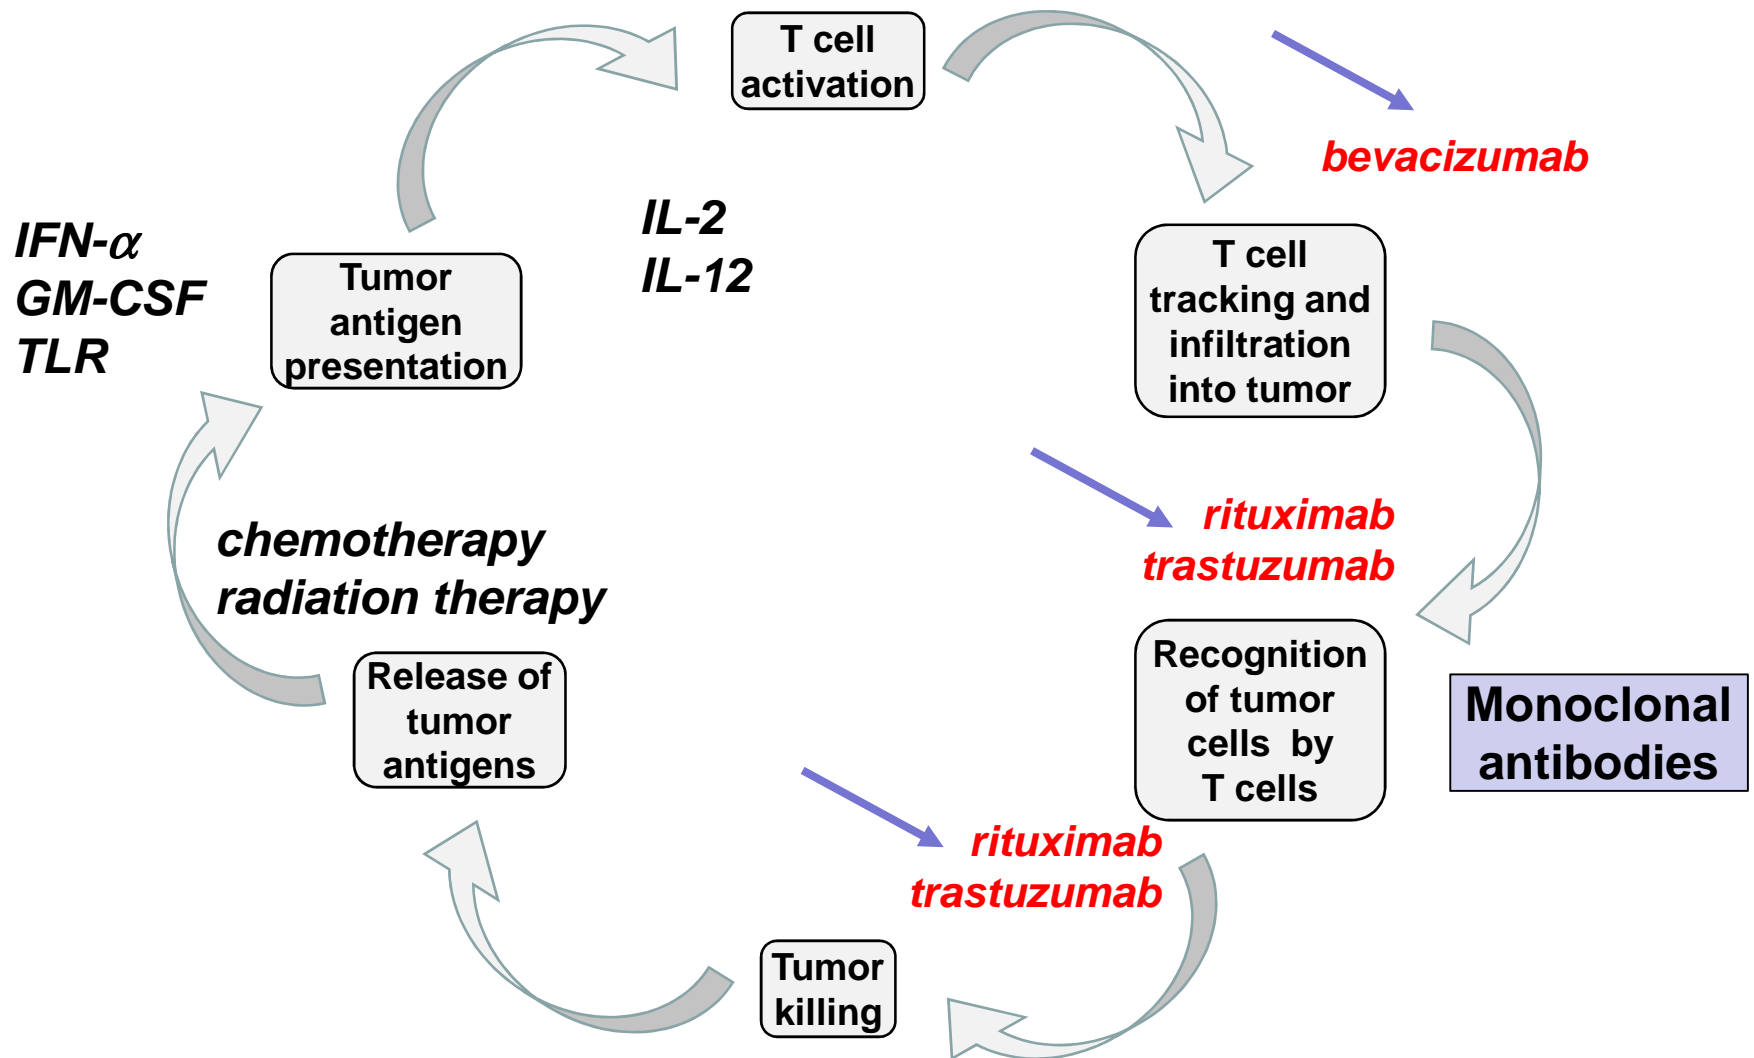 T cell
activation
bevacizumab
IFN-α
GM-CSF
TLR
Tumor
antigen
presentation
IL-2
IL-12
T cell
tracking and
infiltration
into tumor
chemotherapy
radiation therapy
rituximab
trastuzumab
Release of
tumor
antigens
Recognition
of tumor
cells by
T cells
Monoclonal
antibodies
rituximab
trastuzumab
Tumor
killing